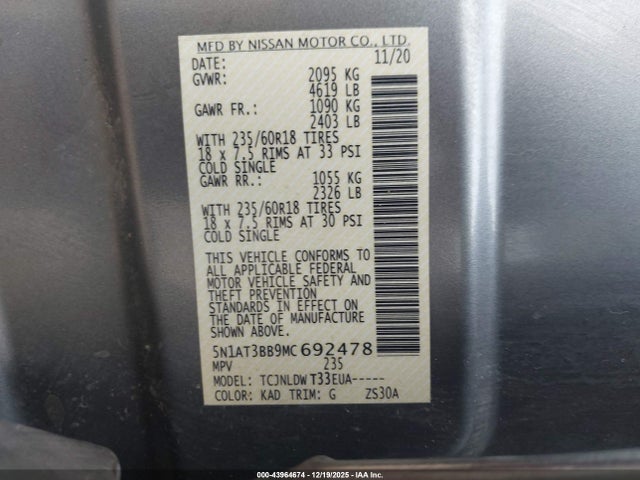 MFD BY NISSAN MOTOR CO., LTD.
DATE: 11/20
GVWR: 2095 KG
4619 LB
GAWR FR.: 1090 KG
2403 LB
WITH 235/60R18 TIRES
18 x 7.5 RIMS AT 33 PSI
COLD SINGLE
GAWR RR.: 1055 KG
2326 LB
WITH 235/60R18 TIRES
18 x 7.5 RIMS AT 30 PSI
COLD SINGLE
THIS VEHICLE CONFORMS TO
ALL APPLICABLE FEDERAL
MOTOR VEHICLE SAFETY AND
THEFT PREVENTION
STANDARDS IN EFFECT ON
THE DATE OF MANUFACTURE
SHOWN ABOVE.
5N1AT3BB9MC692478
MPV 235
MODEL: TCJNLDW T33EUA-----
COLOR: KAD TRIM: G ZS30A
000-43964674 - 12/19/2025 - IAA Inc.